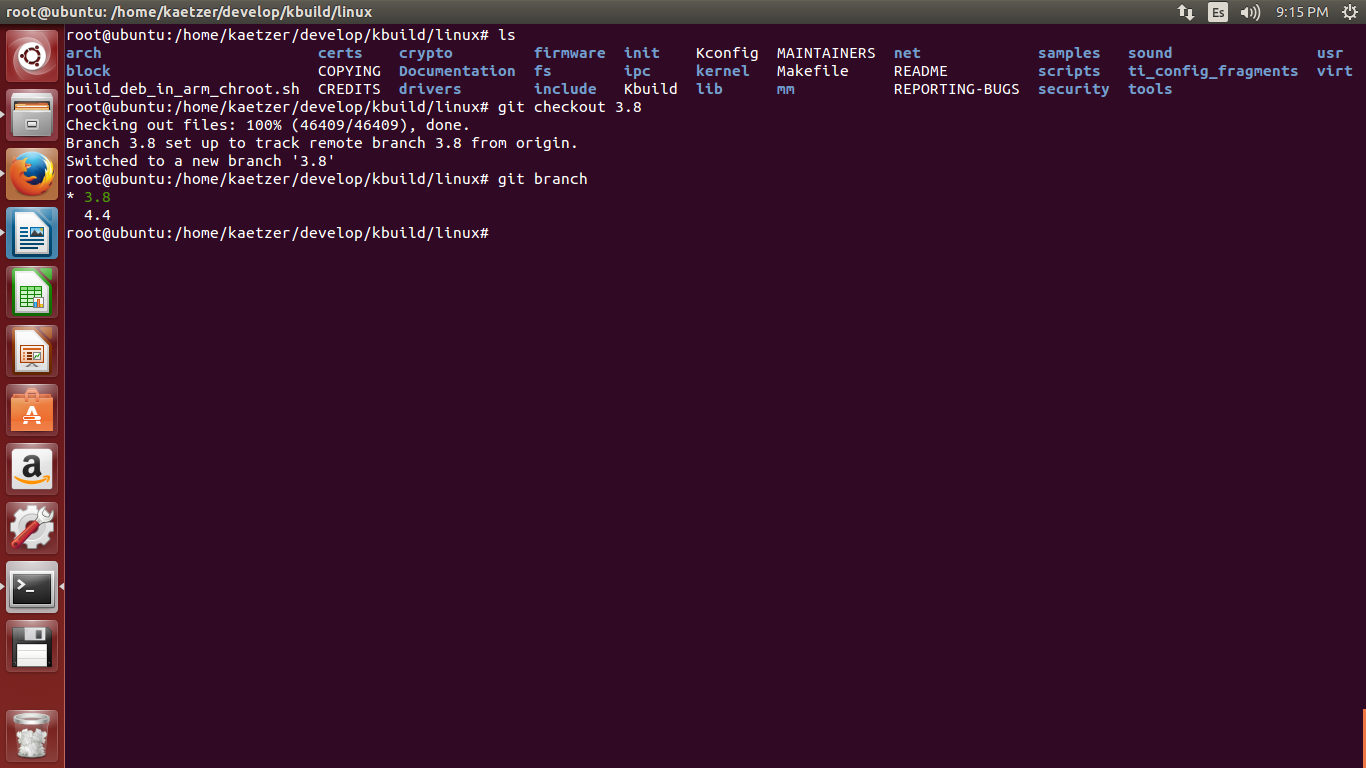 root@ubuntu: /home/kaetzer/develop/kbuild/linux Es 9:15 PM
root@ubuntu:/home/kaetzer/develop/kbuild/linux# ls
arch certs crypto firmware init Kconfig MAINTAINERS net samples sound usr
block COPYING Documentation fs ipc kernel Makefile README scripts ti_config_fragments virt
build_deb_in_arm_chroot.sh CREDITS drivers include Kbuild lib mm REPORTING-BUGS security tools
root@ubuntu:/home/kaetzer/develop/kbuild/linux# git checkout 3.8
Checking out files: 100% (46409/46409), done.
Branch 3.8 set up to track remote branch 3.8 from origin.
Switched to a new branch '3.8'
root@ubuntu:/home/kaetzer/develop/kbuild/linux# git branch
* 3.8
  4.4
root@ubuntu:/home/kaetzer/develop/kbuild/linux#
A
a
>_